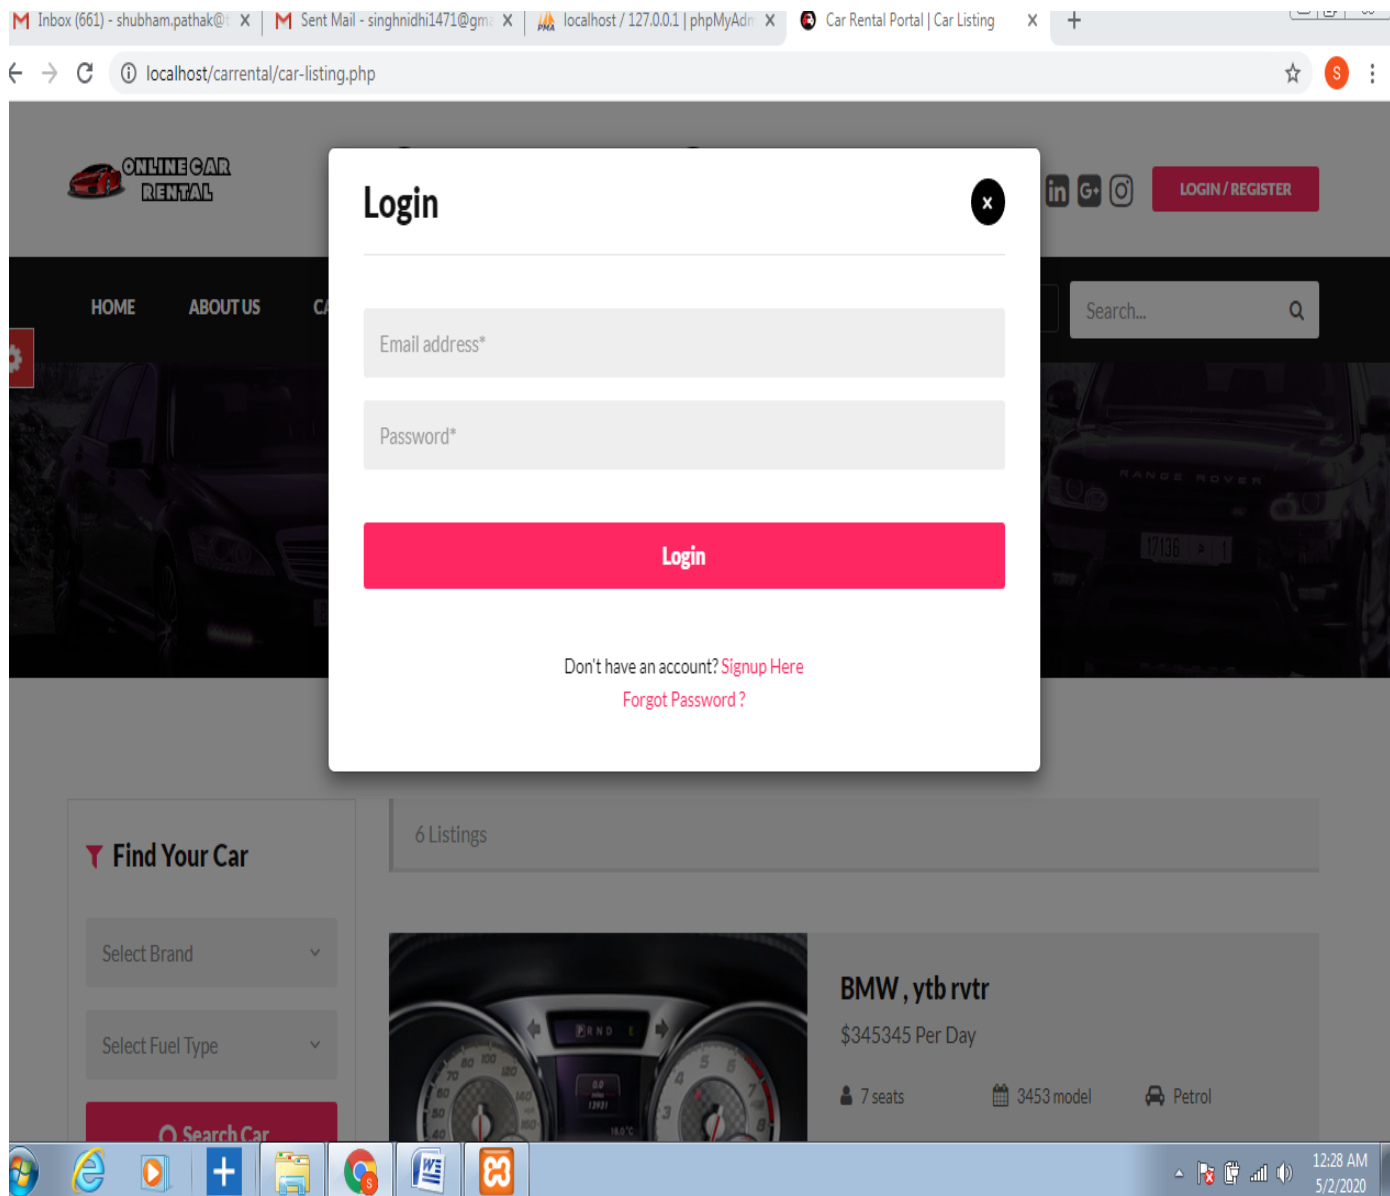 Inbox (661) - shubham.pathak@t
Sent Mail - singhnidhi1471@gma
localhost / 127.0.0.1 | phpMyAdm
Car Rental Portal | Car Listing
localhost/carrental/car-listing.php
S
ONLINE CAR
RENTAL
Login
LOGIN / REGISTER
HOME
ABOUT US
CA
Search...
Email address*
Password*
RANGE ROVER
17136 | 1
Login
Don't have an account? Signup Here
Forgot Password ?
Find Your Car
6 Listings
Select Brand
BMW , ytb rvtr
$345345 Per Day
Select Fuel Type
7 seats
3453 model
Petrol
Search Car
12:28 AM
5/2/2020